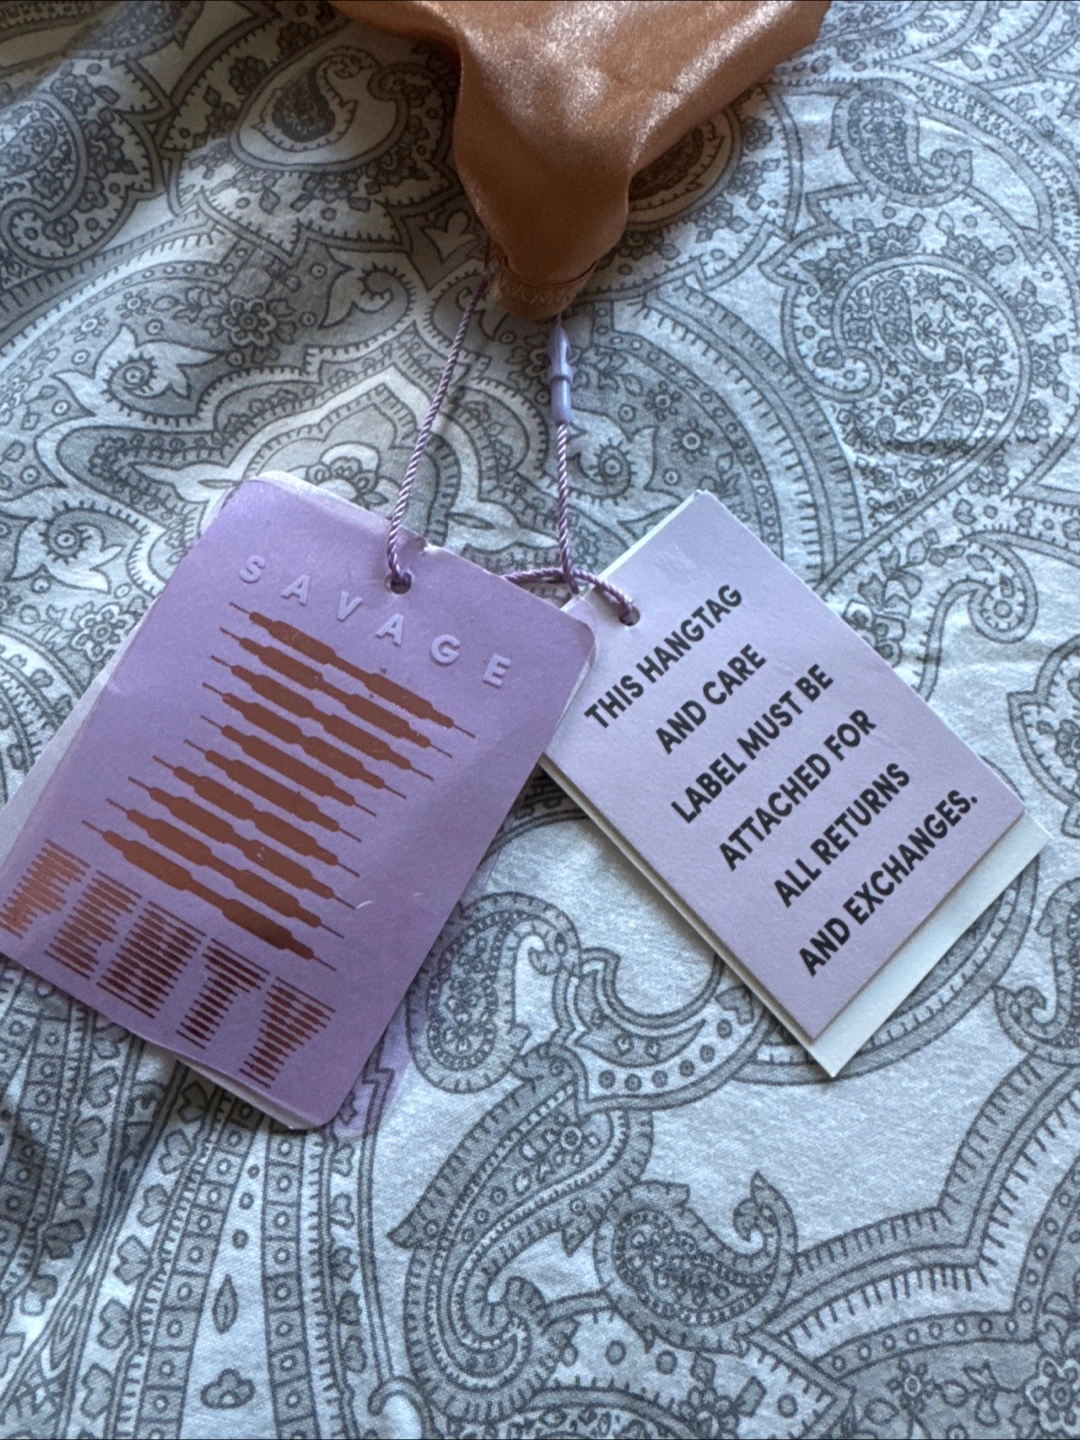 SAVAGE
FENTY
THIS HANGTAG
AND CARE
LABEL MUST BE
ATTACHED FOR
ALL RETURNS
AND EXCHANGES.